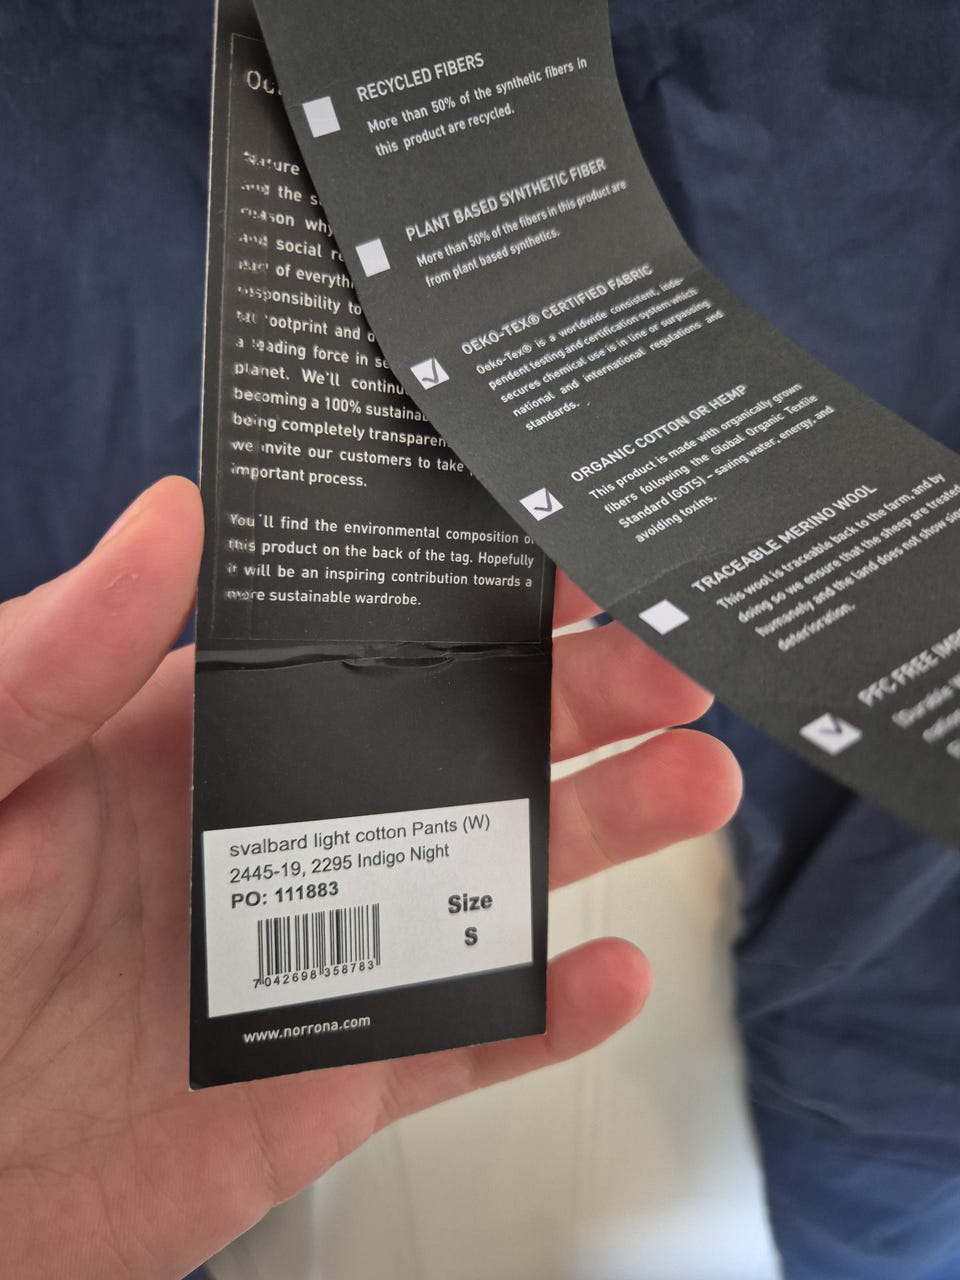 RECYCLED FIBERS
More than 50% of the synthetic fibers in
this product are recycled.
PLANT BASED SYNTHETIC FIBER
More than 50% of the fibers in this product are
from plant based synthetics.
OEKO-TEX® CERTIFIED FABRIC
Oeko-Tex® is a worldwide consistent, inde-
pendent testing and certification system which
secures chemical use is in line or surpassing
national and international regulations and
standards.
ORGANIC COTTON OR HEMP
This product is made with organically grown
fibers following the Global Organic Textile
Standard (GOTS) – saving water, energy, and
avoiding toxins.
TRACEABLE MERINO WOOL
This wool is traceable back to the farm, and by
doing so we ensure that the sheep are treated
humanely and the land does not show
deterioration.
PFC FREE
(Durable
Nature
and the
reason why
and social
of everyth
responsibility to
footprint and
a leading force in
planet. We'll continu
becoming a 100% sustaina
being completely transparen
we invite our customers to take
important process.
You'll find the environmental composition
this product on the back of the tag. Hopefully
it will be an inspiring contribution towards a
more sustainable wardrobe.
svalbard light cotton Pants (W)
2445-19, 2295 Indigo Night
PO: 111883
Size
S
7 042698 358783
www.norrona.com